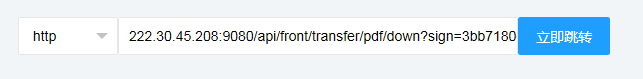 http 222.30.45.208:9080/api/front/transfer/pdf/down?sign=3bb7180 立即跳转